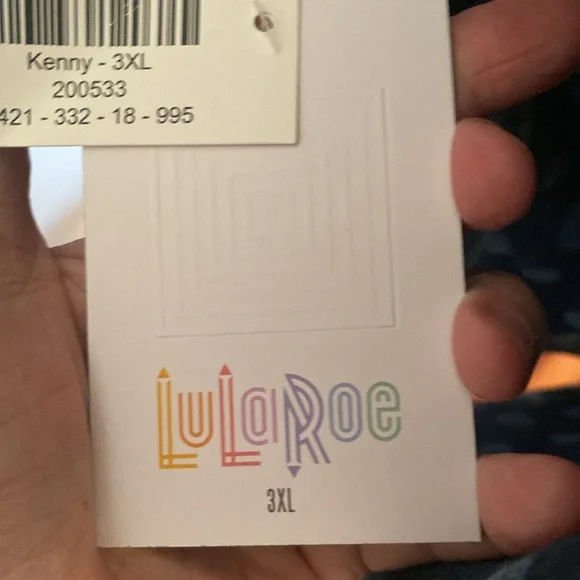 Kenny - 3XL
200533
421 - 332 - 18 - 995
LuLaRoe
3XL